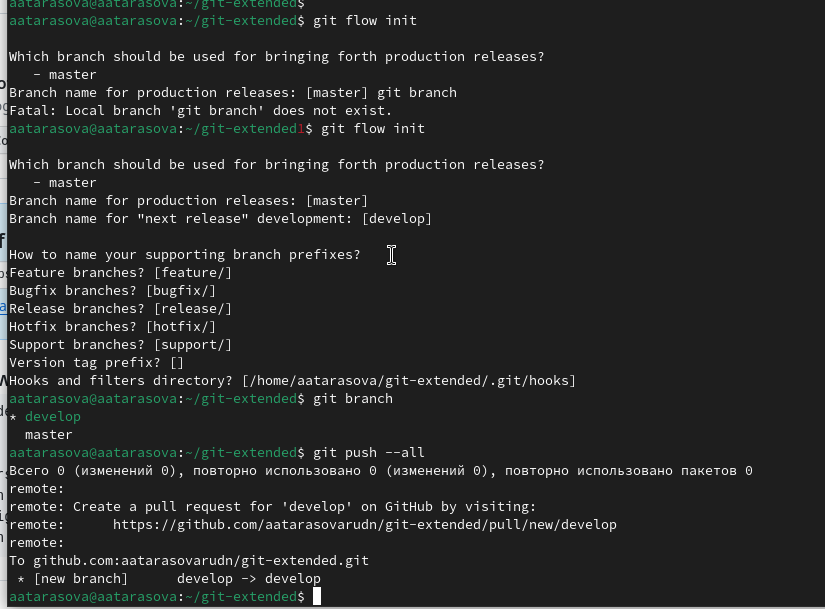 aatarasova@aatarasova:~/git-extended$
aatarasova@aatarasova:~/git-extended$ git flow init
Which branch should be used for bringing forth production releases?
   - master
Branch name for production releases: [master] git branch
Fatal: Local branch 'git branch' does not exist.
aatarasova@aatarasova:~/git-extended1$ git flow init
Which branch should be used for bringing forth production releases?
   - master
Branch name for production releases: [master]
Branch name for "next release" development: [develop]
How to name your supporting branch prefixes?
Feature branches? [feature/]
Bugfix branches? [bugfix/]
Release branches? [release/]
Hotfix branches? [hotfix/]
Support branches? [support/]
Version tag prefix? []
Hooks and filters directory? [/home/aatarasova/git-extended/.git/hooks]
aatarasova@aatarasova:~/git-extended$ git branch
* develop
  master
aatarasova@aatarasova:~/git-extended$ git push --all
Всего 0 (изменений 0), повторно использовано 0 (изменений 0), повторно использовано пакетов 0
remote:
remote: Create a pull request for 'develop' on GitHub by visiting:
remote:      https://github.com/aatarasovarudn/git-extended/pull/new/develop
remote:
To github.com:aatarasovarudn/git-extended.git
 * [new branch]      develop -> develop
aatarasova@aatarasova:~/git-extended$